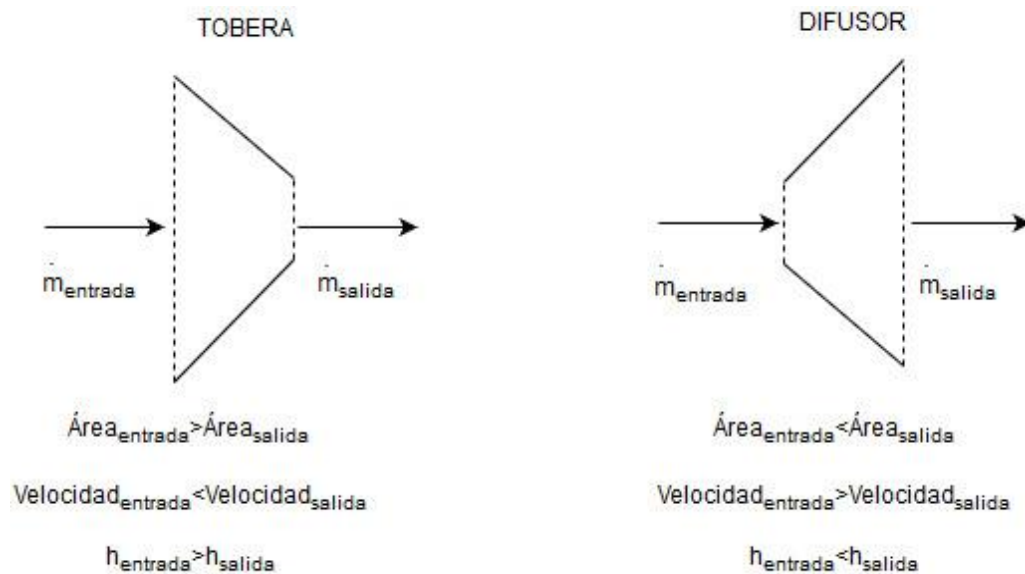 TOBERA
ṁentrada
ṁsalida
Áreaentrada>Áreasalida
Velocidadentrada<Velocidadsalida
hentrada>hsalida
DIFUSOR
ṁentrada
ṁsalida
Áreaentrada<Áreasalida
Velocidadentrada>Velocidadsalida
hentrada<hsalida